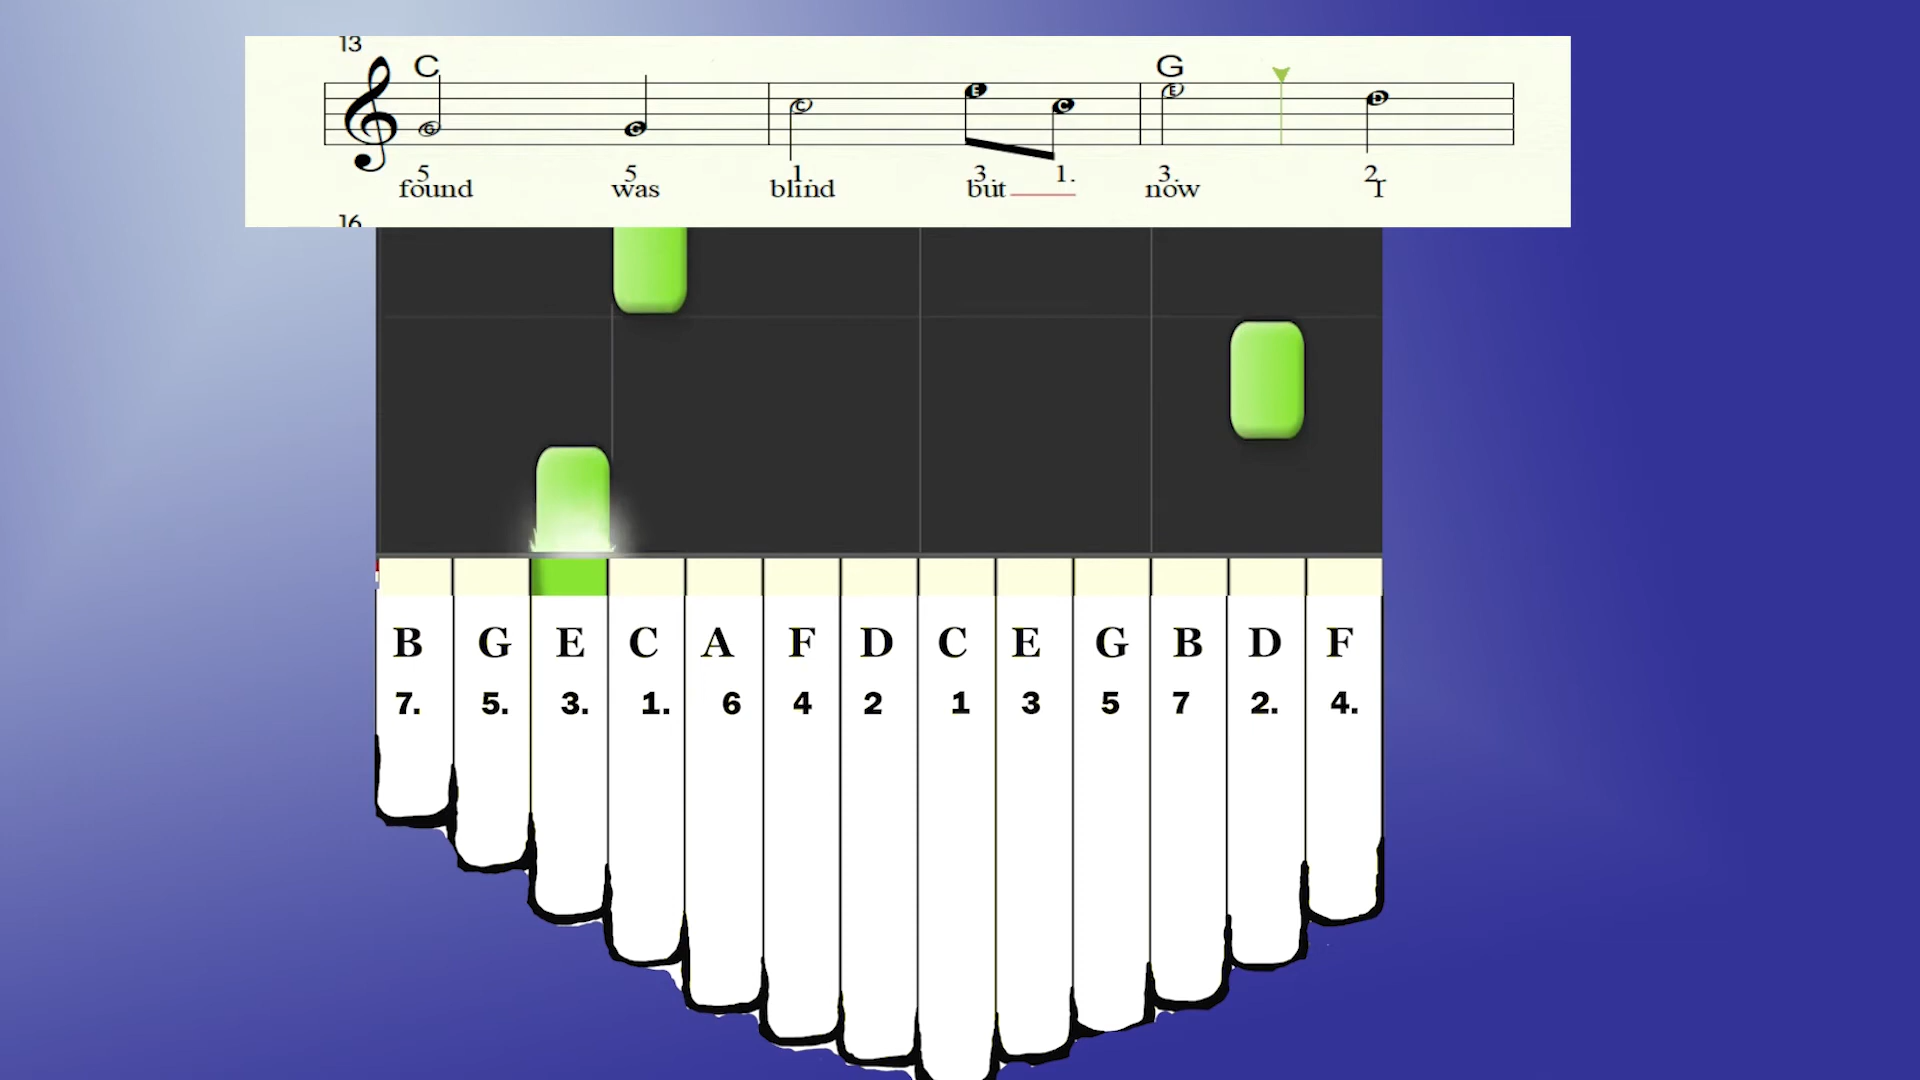 13
C G
G G C E C E D
5 5 1. 3. 1. 3. 2.
found was blind but now I
16
B G E C A F D C E G B D F
7. 5. 3. 1. 6 4 2 1 3 5 7 2. 4.